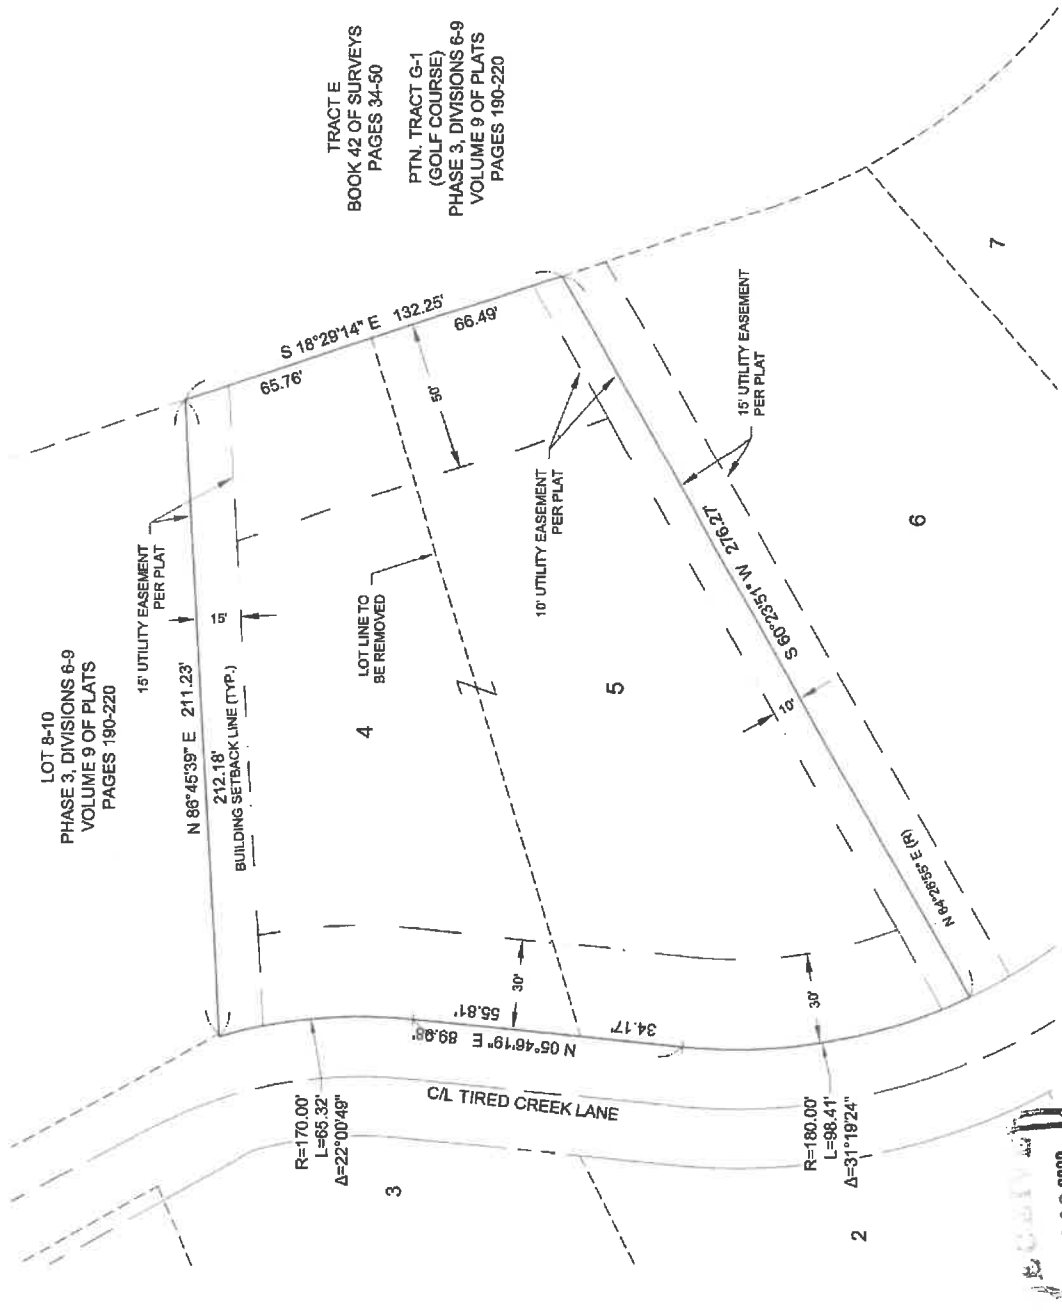 TRACT E
BOOK 42 OF SURVEYS
PAGES 34-50
PTN. TRACT G-1
(GOLF COURSE)
PHASE 3, DIVISIONS 6-9
VOLUME 9 OF PLATS
PAGES 190-220
LOT 8-10
PHASE 3, DIVISIONS 6-9
VOLUME 9 OF PLATS
PAGES 190-220
15' UTILITY EASEMENT
PER PLAT
S 18°29'14" E 132.25'
65.76'
66.49'
50'
N 86°45'39" E 211.23'
212.18'
BUILDING SETBACK LINE (TYP.)
15'
4
LOT LINE TO
BE REMOVED
Z
10' UTILITY EASEMENT
PER PLAT
15' UTILITY EASEMENT
PER PLAT
7
5
6
S 60°23'51" W 276.27'
10'
N 64°26'55" E (R)
30'
30'
55.81'
34.17'
N 05°46'19" E 89.98'
C/L TIRED CREEK LANE
R=170.00'
L=65.32'
Δ=22°00'49"
R=180.00'
L=98.41'
Δ=31°19'24"
3
2